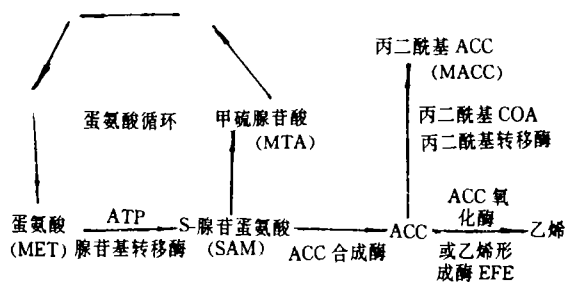 丙二酰基 ACC
(MACC)
蛋氨酸循环
甲硫腺苷酸
(MTA)
丙二酰基 COA
丙二酰基转移酶
蛋氨酸
(MET)
ATP
腺苷基转移酶
S-腺苷蛋氨酸
(SAM)
ACC 合成酶
ACC
ACC 氧
化酶
或乙烯形
成酶 EFE
乙烯